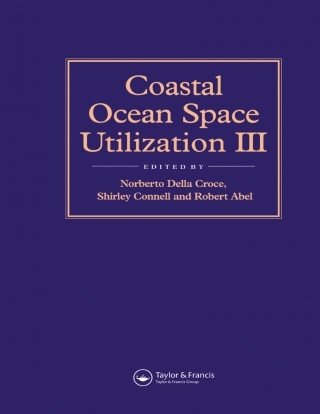 Coastal
Ocean Space
Utilization III
EDITED BY
Norberto Della Croce,
Shirley Connell and Robert Abel
Taylor & Francis
Taylor & Francis Group